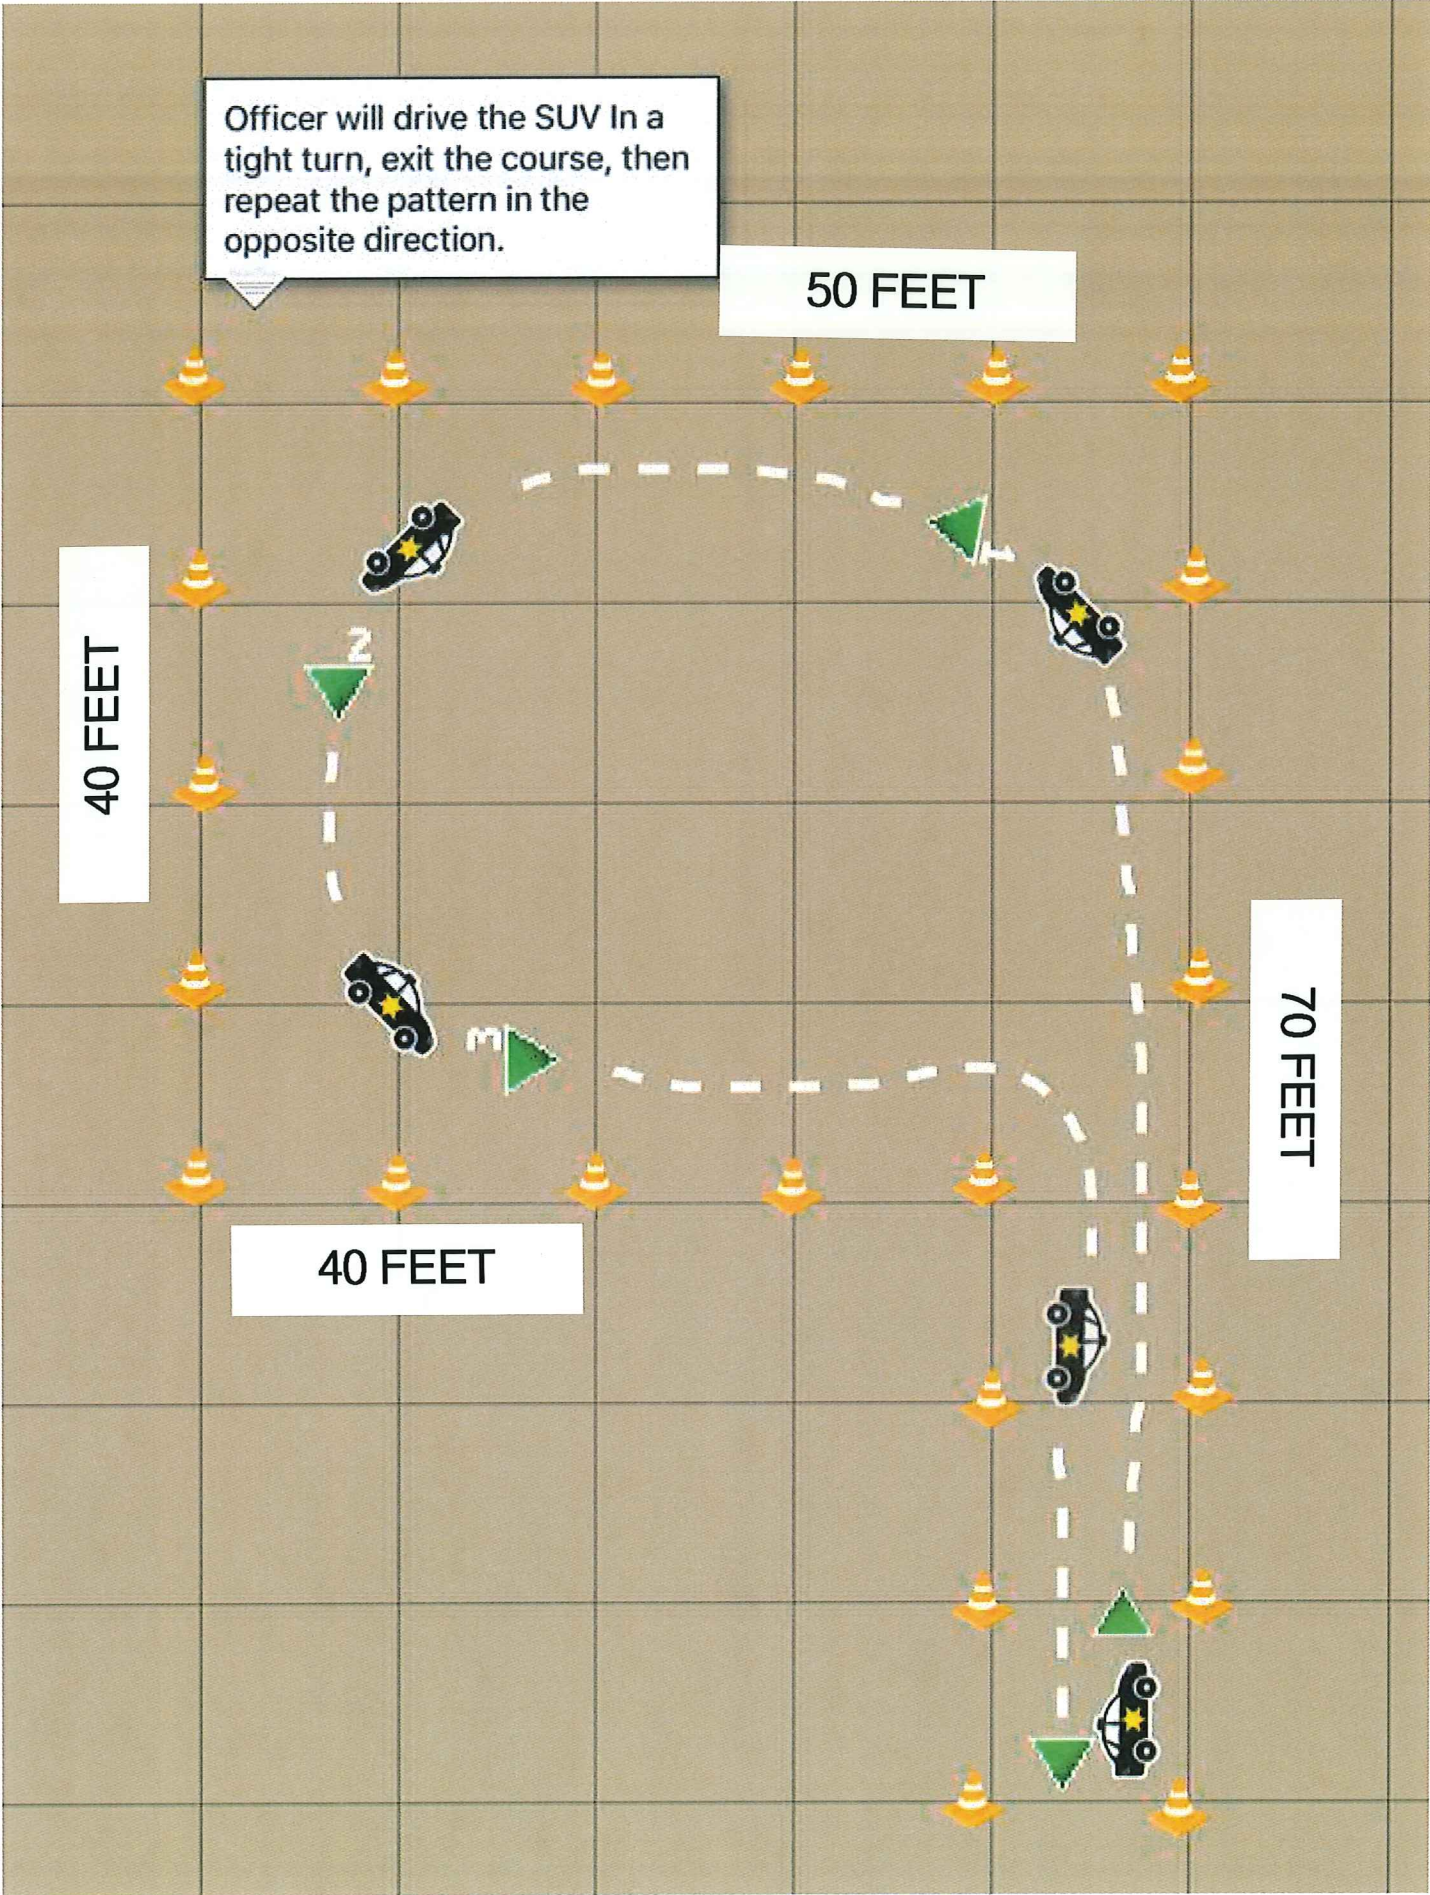 Officer will drive the SUV In a
tight turn, exit the course, then
repeat the pattern in the
opposite direction.
50 FEET
1
2
40 FEET
3
70 FEET
40 FEET